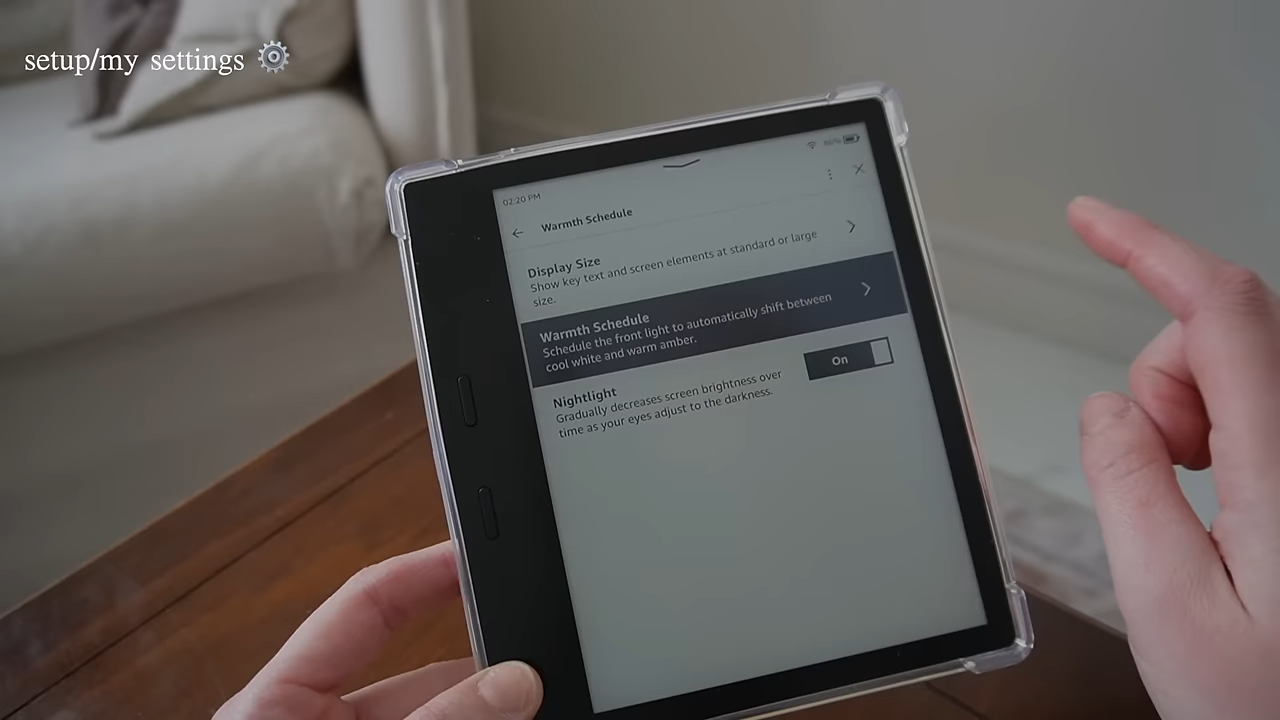 setup/my settings
86%
02:20 PM
Warmth Schedule
Display Size
Show key text and screen elements at standard or large
size.
Warmth Schedule
Schedule the front light to automatically shift between
cool white and warm amber.
Nightlight
Gradually decreases screen brightness over
time as your eyes adjust to the darkness.
On